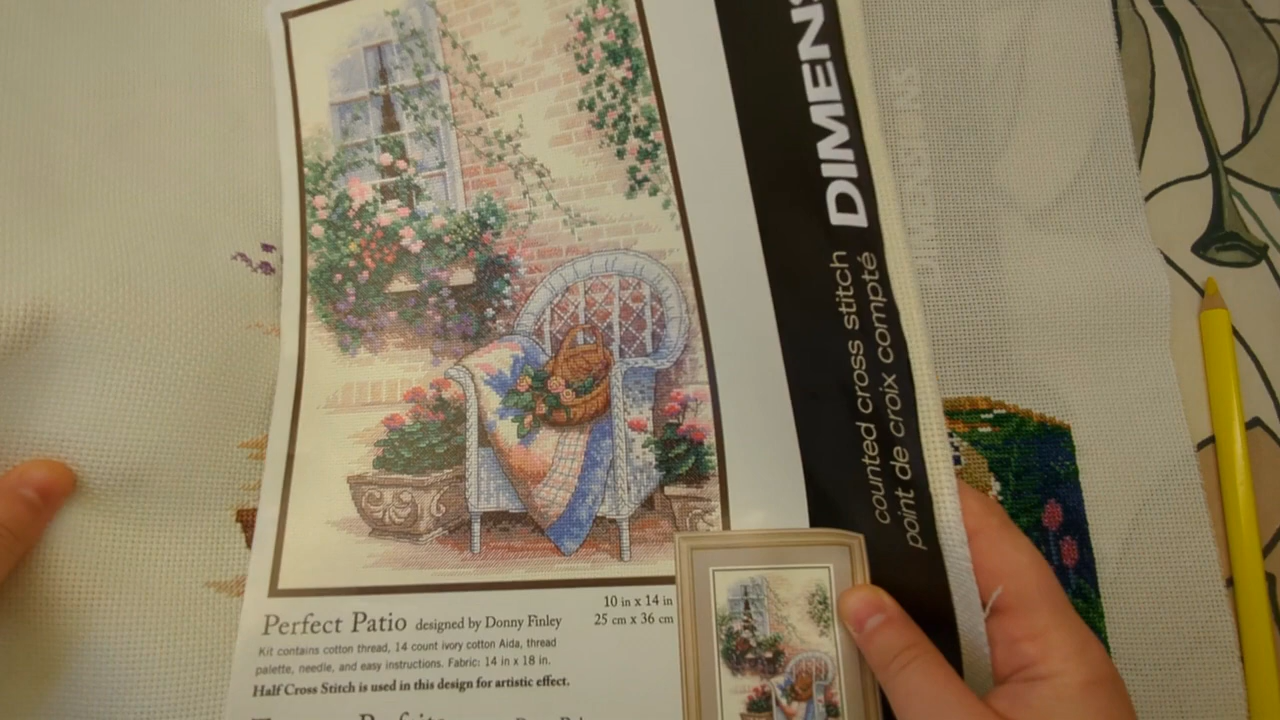 DIMENS
counted cross stitch
point de croix compté
Perfect Patio designed by Donny Finley
10 in x 14 in
25 cm x 36 cm
Kit contains cotton thread, 14 count ivory cotton Aida, thread
palette, needle, and easy instructions. Fabric: 14 in x 18 in.
Half Cross Stitch is used in this design for artistic effect.